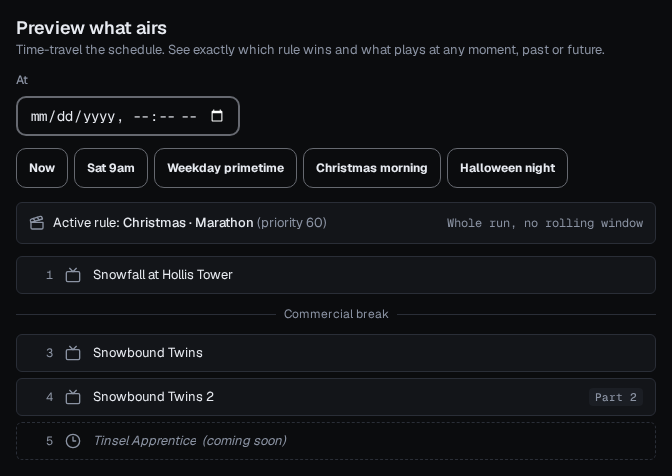 Preview what airs
Time-travel the schedule. See exactly which rule wins and what plays at any moment, past or future.
At
mm/dd/yyyy, --:-- --
Now Sat 9am Weekday primetime Christmas morning Halloween night
Active rule: Christmas · Marathon (priority 60) Whole run, no rolling window
1 Snowfall at Hollis Tower
Commercial break
3 Snowbound Twins
4 Snowbound Twins 2 Part 2
5 Tinsel Apprentice (coming soon)